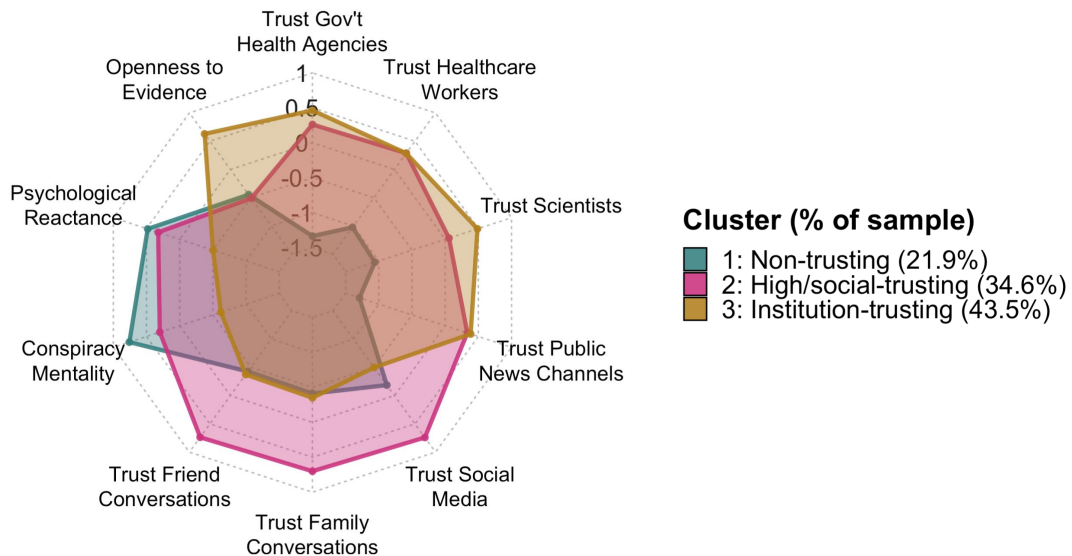 Trust Gov't
Health Agencies
Openness to
Evidence
Trust Healthcare
Workers
1
0.5
0
-0.5
-1
-1.5
Psychological
Reactance
Trust Scientists
Conspiracy
Mentality
Trust Public
News Channels
Trust Friend
Conversations
Trust Social
Media
Trust Family
Conversations
Cluster (% of sample)
1: Non-trusting (21.9%)
2: High/social-trusting (34.6%)
3: Institution-trusting (43.5%)